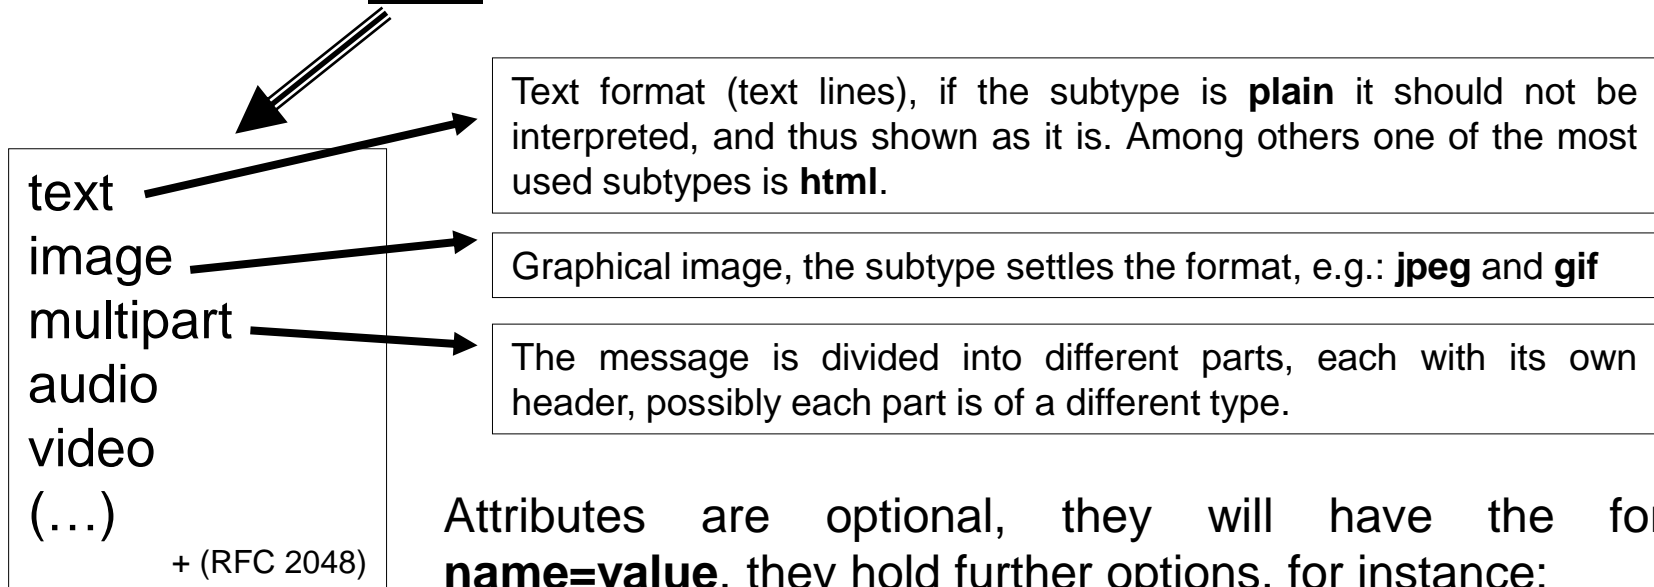 text
image
multipart
audio
video
(…)
+ (RFC 2048)
Text format (text lines), if the subtype is plain it should not be
interpreted, and thus shown as it is. Among others one of the most
used subtypes is html.
Graphical image, the subtype settles the format, e.g.: jpeg and gif
The message is divided into different parts, each with its own
header, possibly each part is of a different type.
Attributes are optional, they will have the
name=value, they hold further options, for instance: